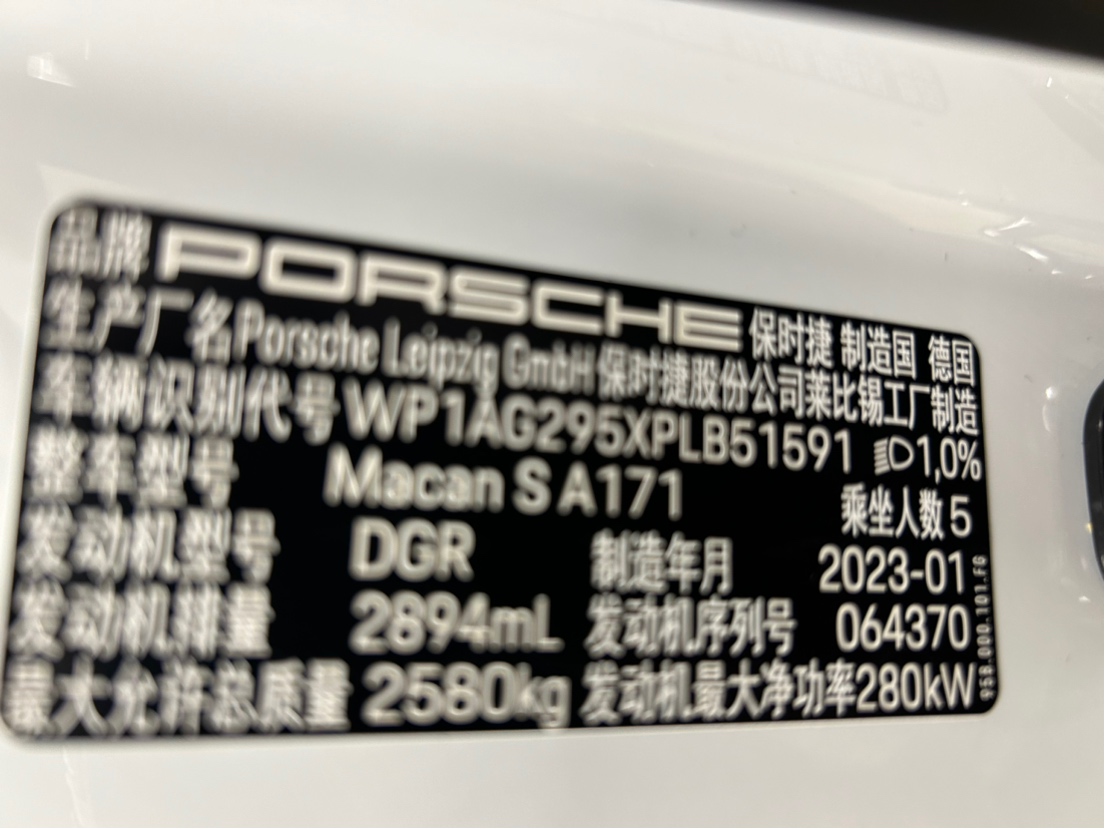 品牌 PORSCHE 保时捷 制造国 德国
生产厂名 Porsche Leipzig GmbH 保时捷股份公司莱比锡工厂制造
车辆识别代号 WP1AG295XPLB51591 1,0%
整车型号 Macan S A171 乘坐人数 5
发动机型号 DGR 制造年月 2023-01
发动机排量 2894mL 发动机序列号 064370
最大允许总质量 2580kg 发动机最大净功率 280kW
958.000.101.FG